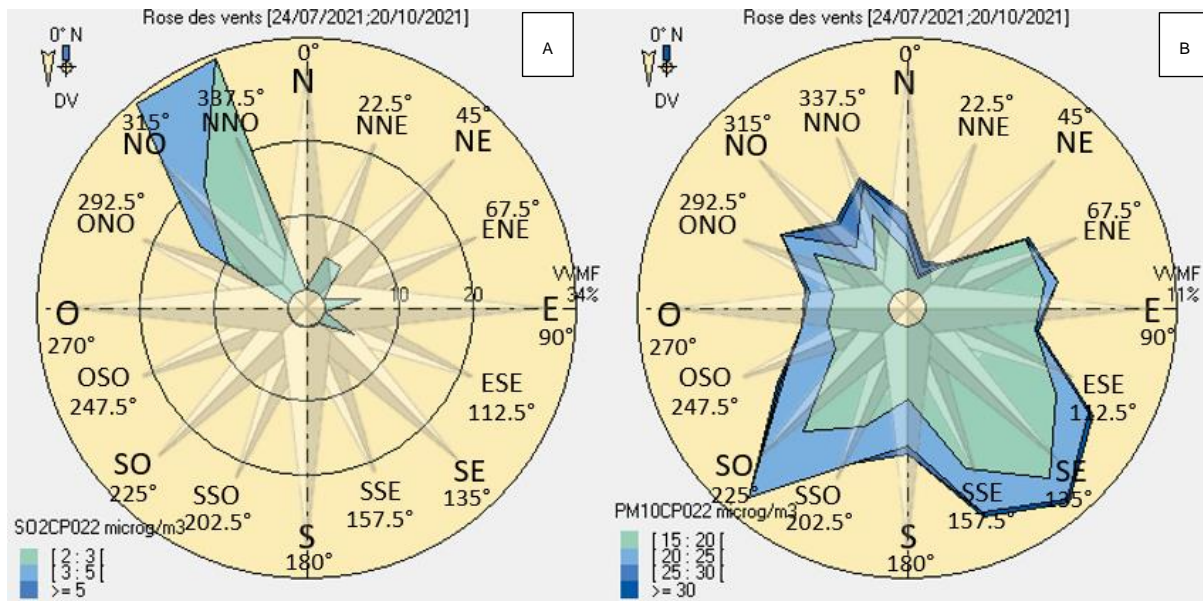 Rose des vents [24/07/2021;20/10/2021]
A
0° N
DV
0°
N
337.5°
NNO
22.5°
NNE
315°
NO
45°
NE
292.5°
ONO
67.5°
ENE
VVMF
34%
10
20
O
270°
E
90°
OSO
247.5°
ESE
112.5°
SO
225°
SE
135°
SSO
202.5°
SSE
157.5°
S
180°
SO2CP022 microg/m3
[ 2 : 3 [
[ 3 : 5 [
>= 5
Rose des vents [24/07/2021;20/10/2021]
B
0° N
DV
0°
N
337.5°
NNO
22.5°
NNE
315°
NO
45°
NE
292.5°
ONO
67.5°
ENE
VVMF
11%
O
270°
E
90°
OSO
247.5°
ESE
112.5°
SO
225°
SE
135°
SSO
202.5°
SSE
157.5°
S
180°
PM10CP022 microg/m3
[ 15 : 20 [
[ 20 : 25 [
[ 25 : 30 [
>= 30